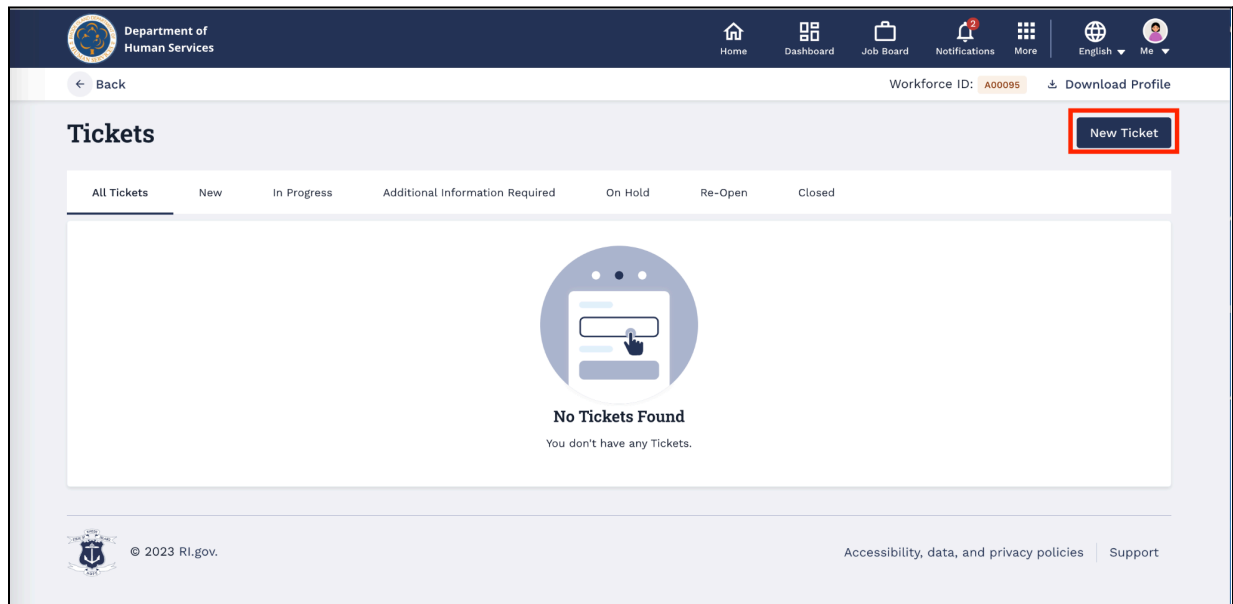 Department of
Human Services
Home
Dashboard
Job Board
2
Notifications
More
English
Me
Back
Workforce ID: A00095
Download Profile
Tickets
New Ticket
All Tickets New In Progress Additional Information Required On Hold Re-Open Closed
No Tickets Found
You don't have any Tickets.
© 2023 RI.gov.
Accessibility, data, and privacy policies
Support